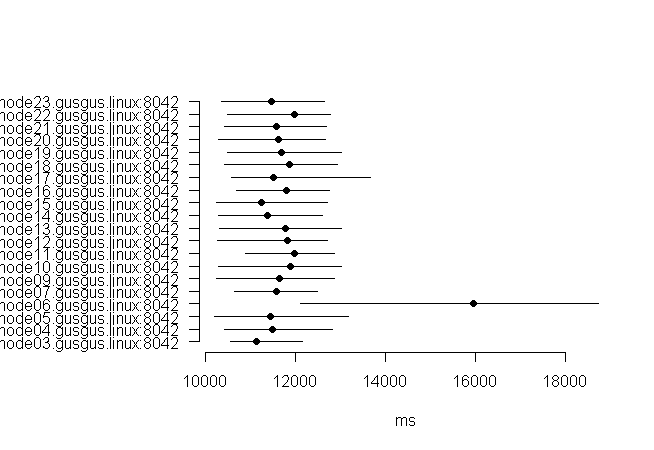 node23.gusgus.linux:8042
node22.gusgus.linux:8042
node21.gusgus.linux:8042
node20.gusgus.linux:8042
node19.gusgus.linux:8042
node18.gusgus.linux:8042
node17.gusgus.linux:8042
node16.gusgus.linux:8042
node15.gusgus.linux:8042
node14.gusgus.linux:8042
node13.gusgus.linux:8042
node12.gusgus.linux:8042
node11.gusgus.linux:8042
node10.gusgus.linux:8042
node09.gusgus.linux:8042
node07.gusgus.linux:8042
node06.gusgus.linux:8042
node05.gusgus.linux:8042
node04.gusgus.linux:8042
node03.gusgus.linux:8042
10000 12000 14000 16000 18000
ms